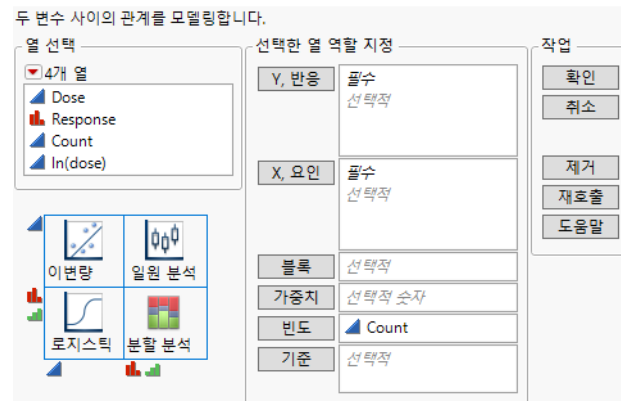 두 변수 사이의 관계를 모델링합니다.
열 선택
4개 열
Dose
Response
Count
ln(dose)
이변량
일원 분석
로지스틱
분할 분석
선택한 열 역할 지정
Y, 반응
필수
선택적
X, 요인
필수
선택적
블록
선택적
가중치
선택적 숫자
빈도
Count
기준
선택적
작업
확인
취소
제거
재호출
도움말